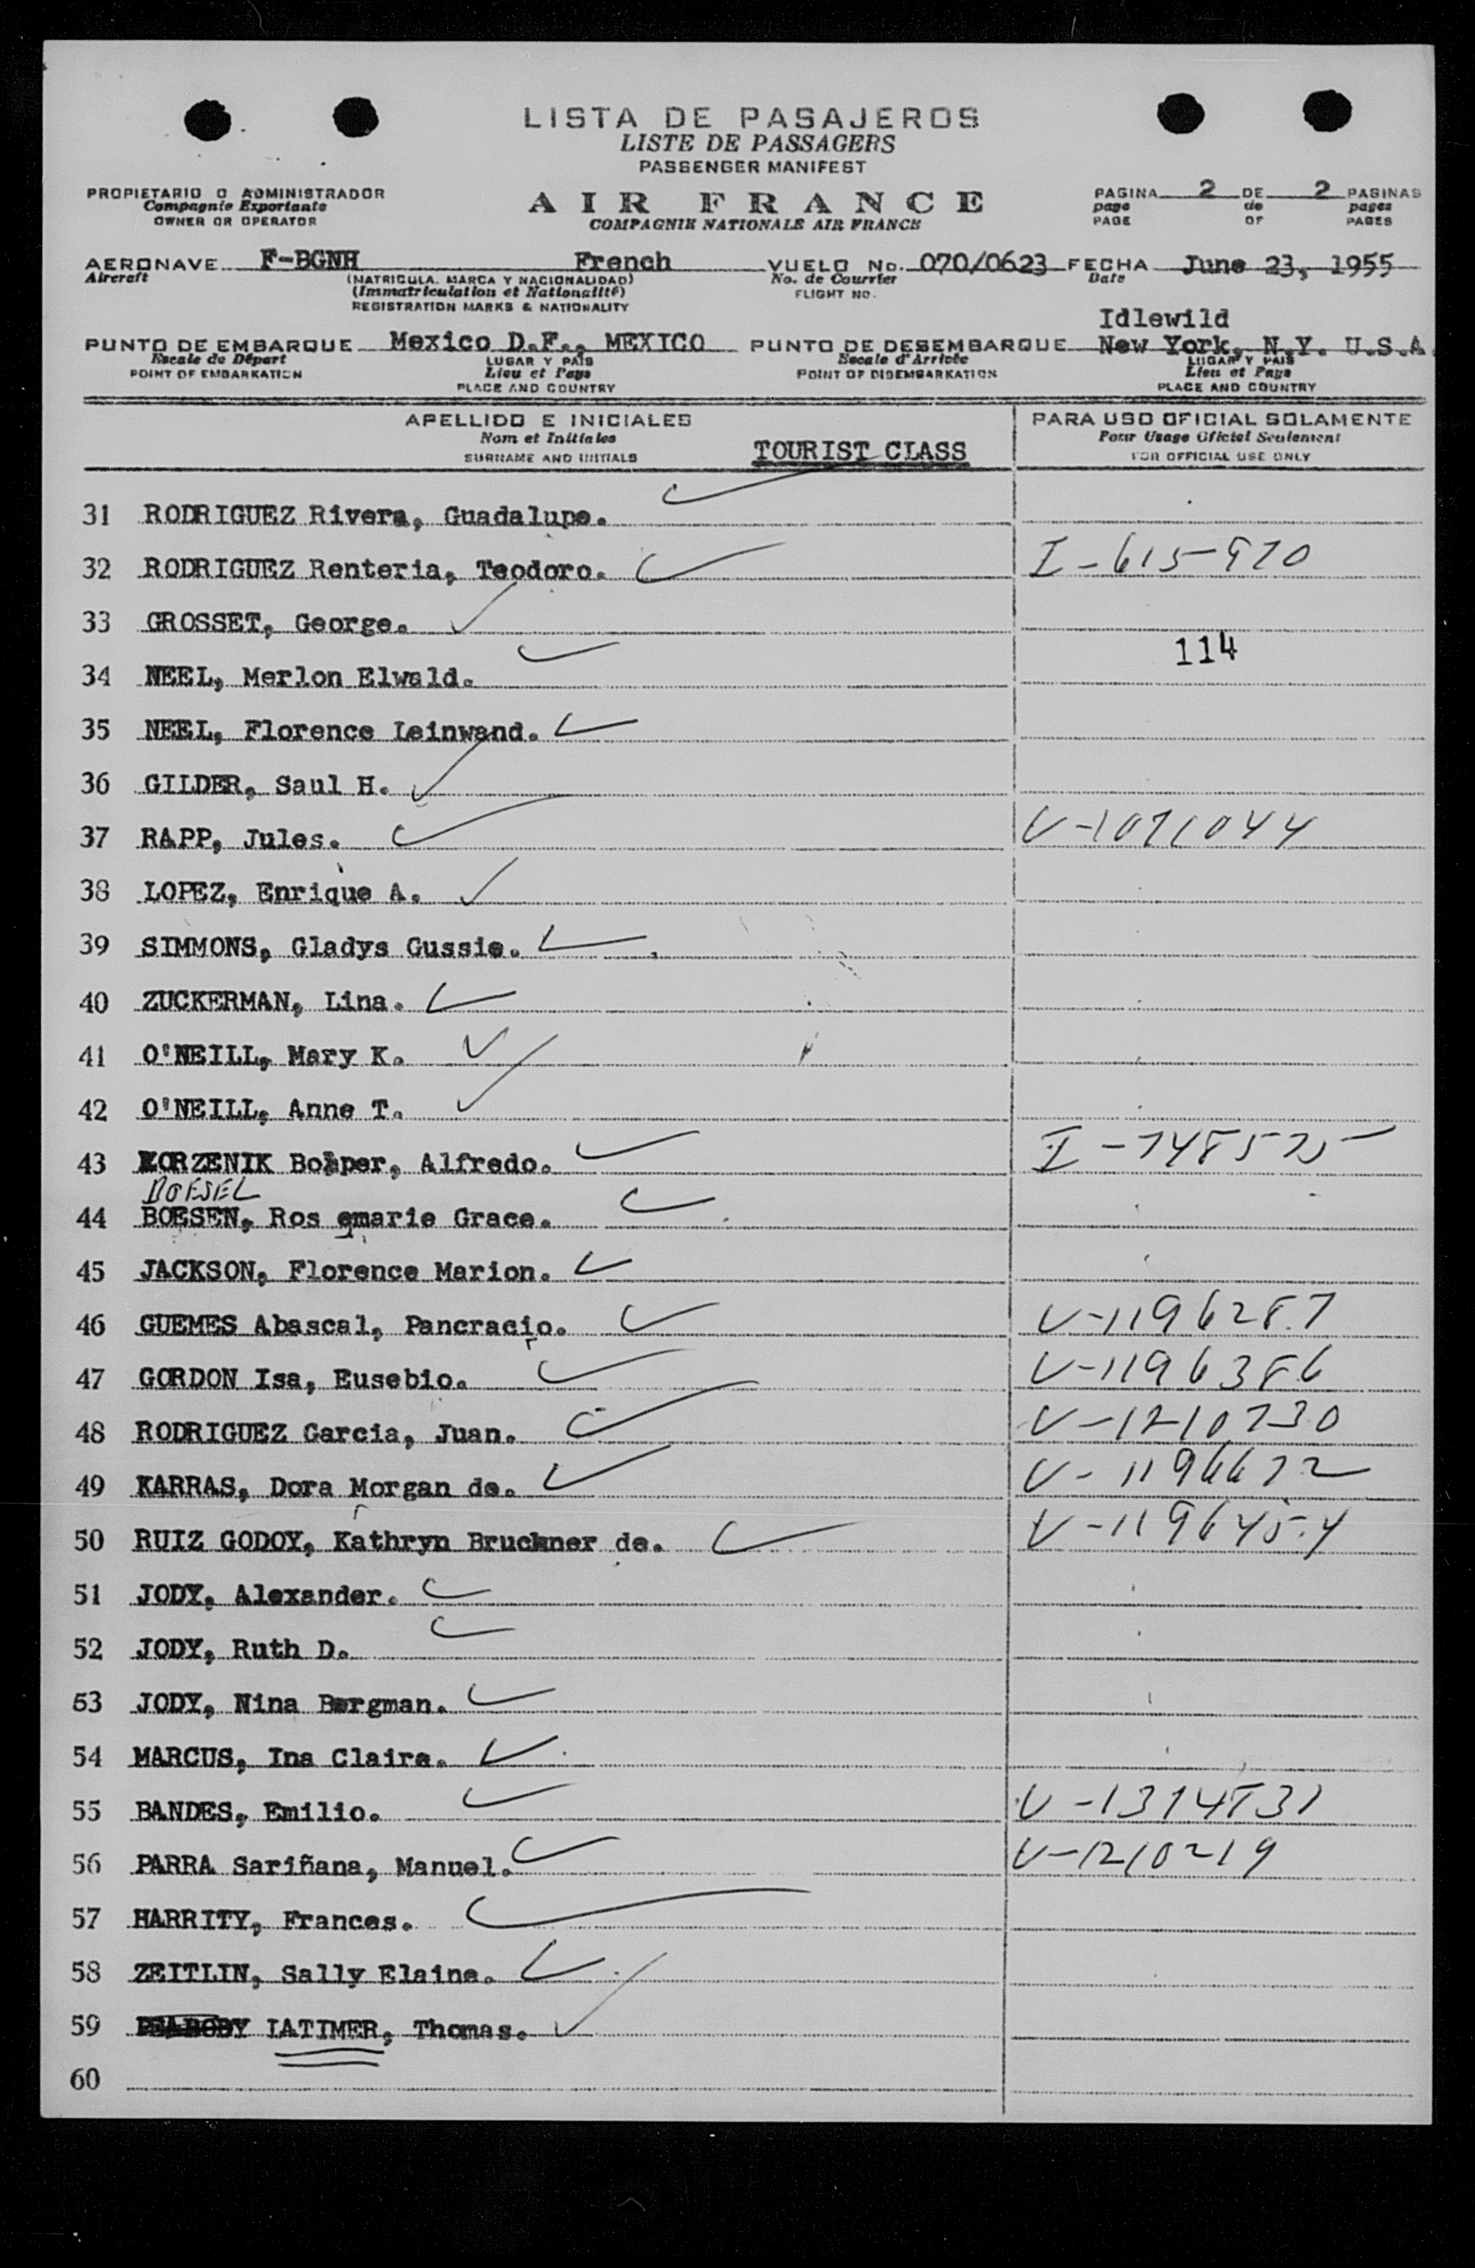 LISTA DE PASAJEROS
LISTE DE PASSAGERS
PASSENGER MANIFEST
PROPIETARIO O ADMINISTRADOR
Compagnie Exportante
OWNER OR OPERATOR
AIR FRANCE
COMPAGNIE NATIONALE AIR FRANCE
PAGINA 2 DE 2 PAGINAS
page de pages
PAGE OF PAGES
AERONAVE F-BGNH French VUELO No. 070/0623 FECHA June 23, 1955
Aircraft (MATRICULA, MARCA Y NACIONALIDAD) No. de Courrier Date
(Immatriculation et Nationalité) FLIGHT NO.
REGISTRATION MARKS & NATIONALITY
Idlewild
PUNTO DE EMBARQUE Mexico D.F., MEXICO PUNTO DE DESEMBARQUE New York, N.Y. U.S.A.
Escale de Départ LUGAR Y PAIS Escale d'Arrivée LUGAR Y PAIS
POINT OF EMBARKATION Lieu et Pays POINT OF DISEMBARKATION Lieu et Pays
PLACE AND COUNTRY PLACE AND COUNTRY
APELLIDO E INICIALES PARA USO OFICIAL SOLAMENTE
Nom et Initiales Pour Usage Officiel Seulement
SURNAME AND INITIALS TOURIST CLASS FOR OFFICIAL USE ONLY
31 RODRIGUEZ Rivera, Guadalupe.
32 RODRIGUEZ Renteria, Teodoro. I-615-970
33 GROSSET, George.
114
34 NEEL, Merlon Elwald.
35 NEEL, Florence Leinwand.
36 GILDER, Saul H.
37 RAPP, Jules. V-1071044
38 LOPEZ, Enrique A.
39 SIMMONS, Gladys Gussie.
40 ZUCKERMAN, Lina.
41 O'NEILL, Mary K.
42 O'NEILL, Anne T.
43 KORZENIK Bomper, Alfredo.
BOESEL
44 BOESEN, Ros emarie Grace.
45 JACKSON, Florence Marion.
46 GUEMES Abascal, Pancracio. V-1196287
47 GORDON Isa, Eusebio. V-1196386
48 RODRIGUEZ Garcia, Juan. V-1210730
49 KARRAS, Dora Morgan de. V-1196672
50 RUIZ GODOY, Kathryn Bruckner de. V-1196454
51 JODY, Alexander.
52 JODY, Ruth D.
53 JODY, Nina Bergman.
54 MARCUS, Ina Claire.
55 BANDES, Emilio. V-1314831
56 PARRA Sariñana, Manuel. V-1210219
57 HARRITY, Frances.
58 ZEITLIN, Sally Elaine.
59 PEABODY LATIMER, Thomas.
60